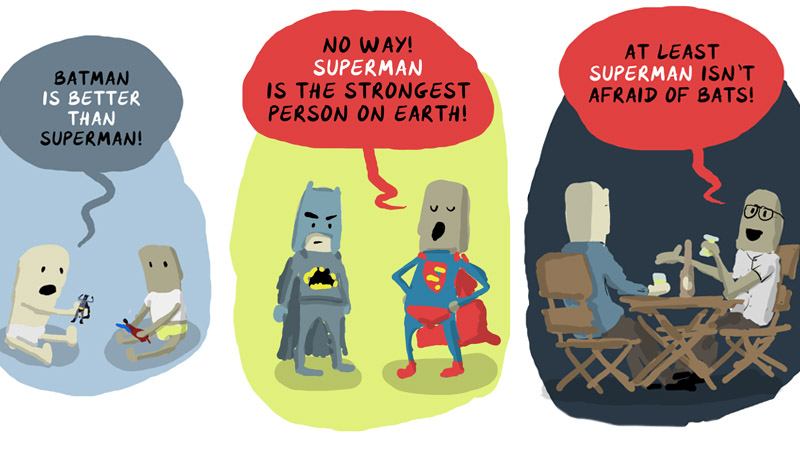 BATMAN
IS BETTER
THAN
SUPERMAN!
NO WAY!
SUPERMAN
IS THE STRONGEST
PERSON ON EARTH!
AT LEAST
SUPERMAN ISN'T
AFRAID OF BATS!